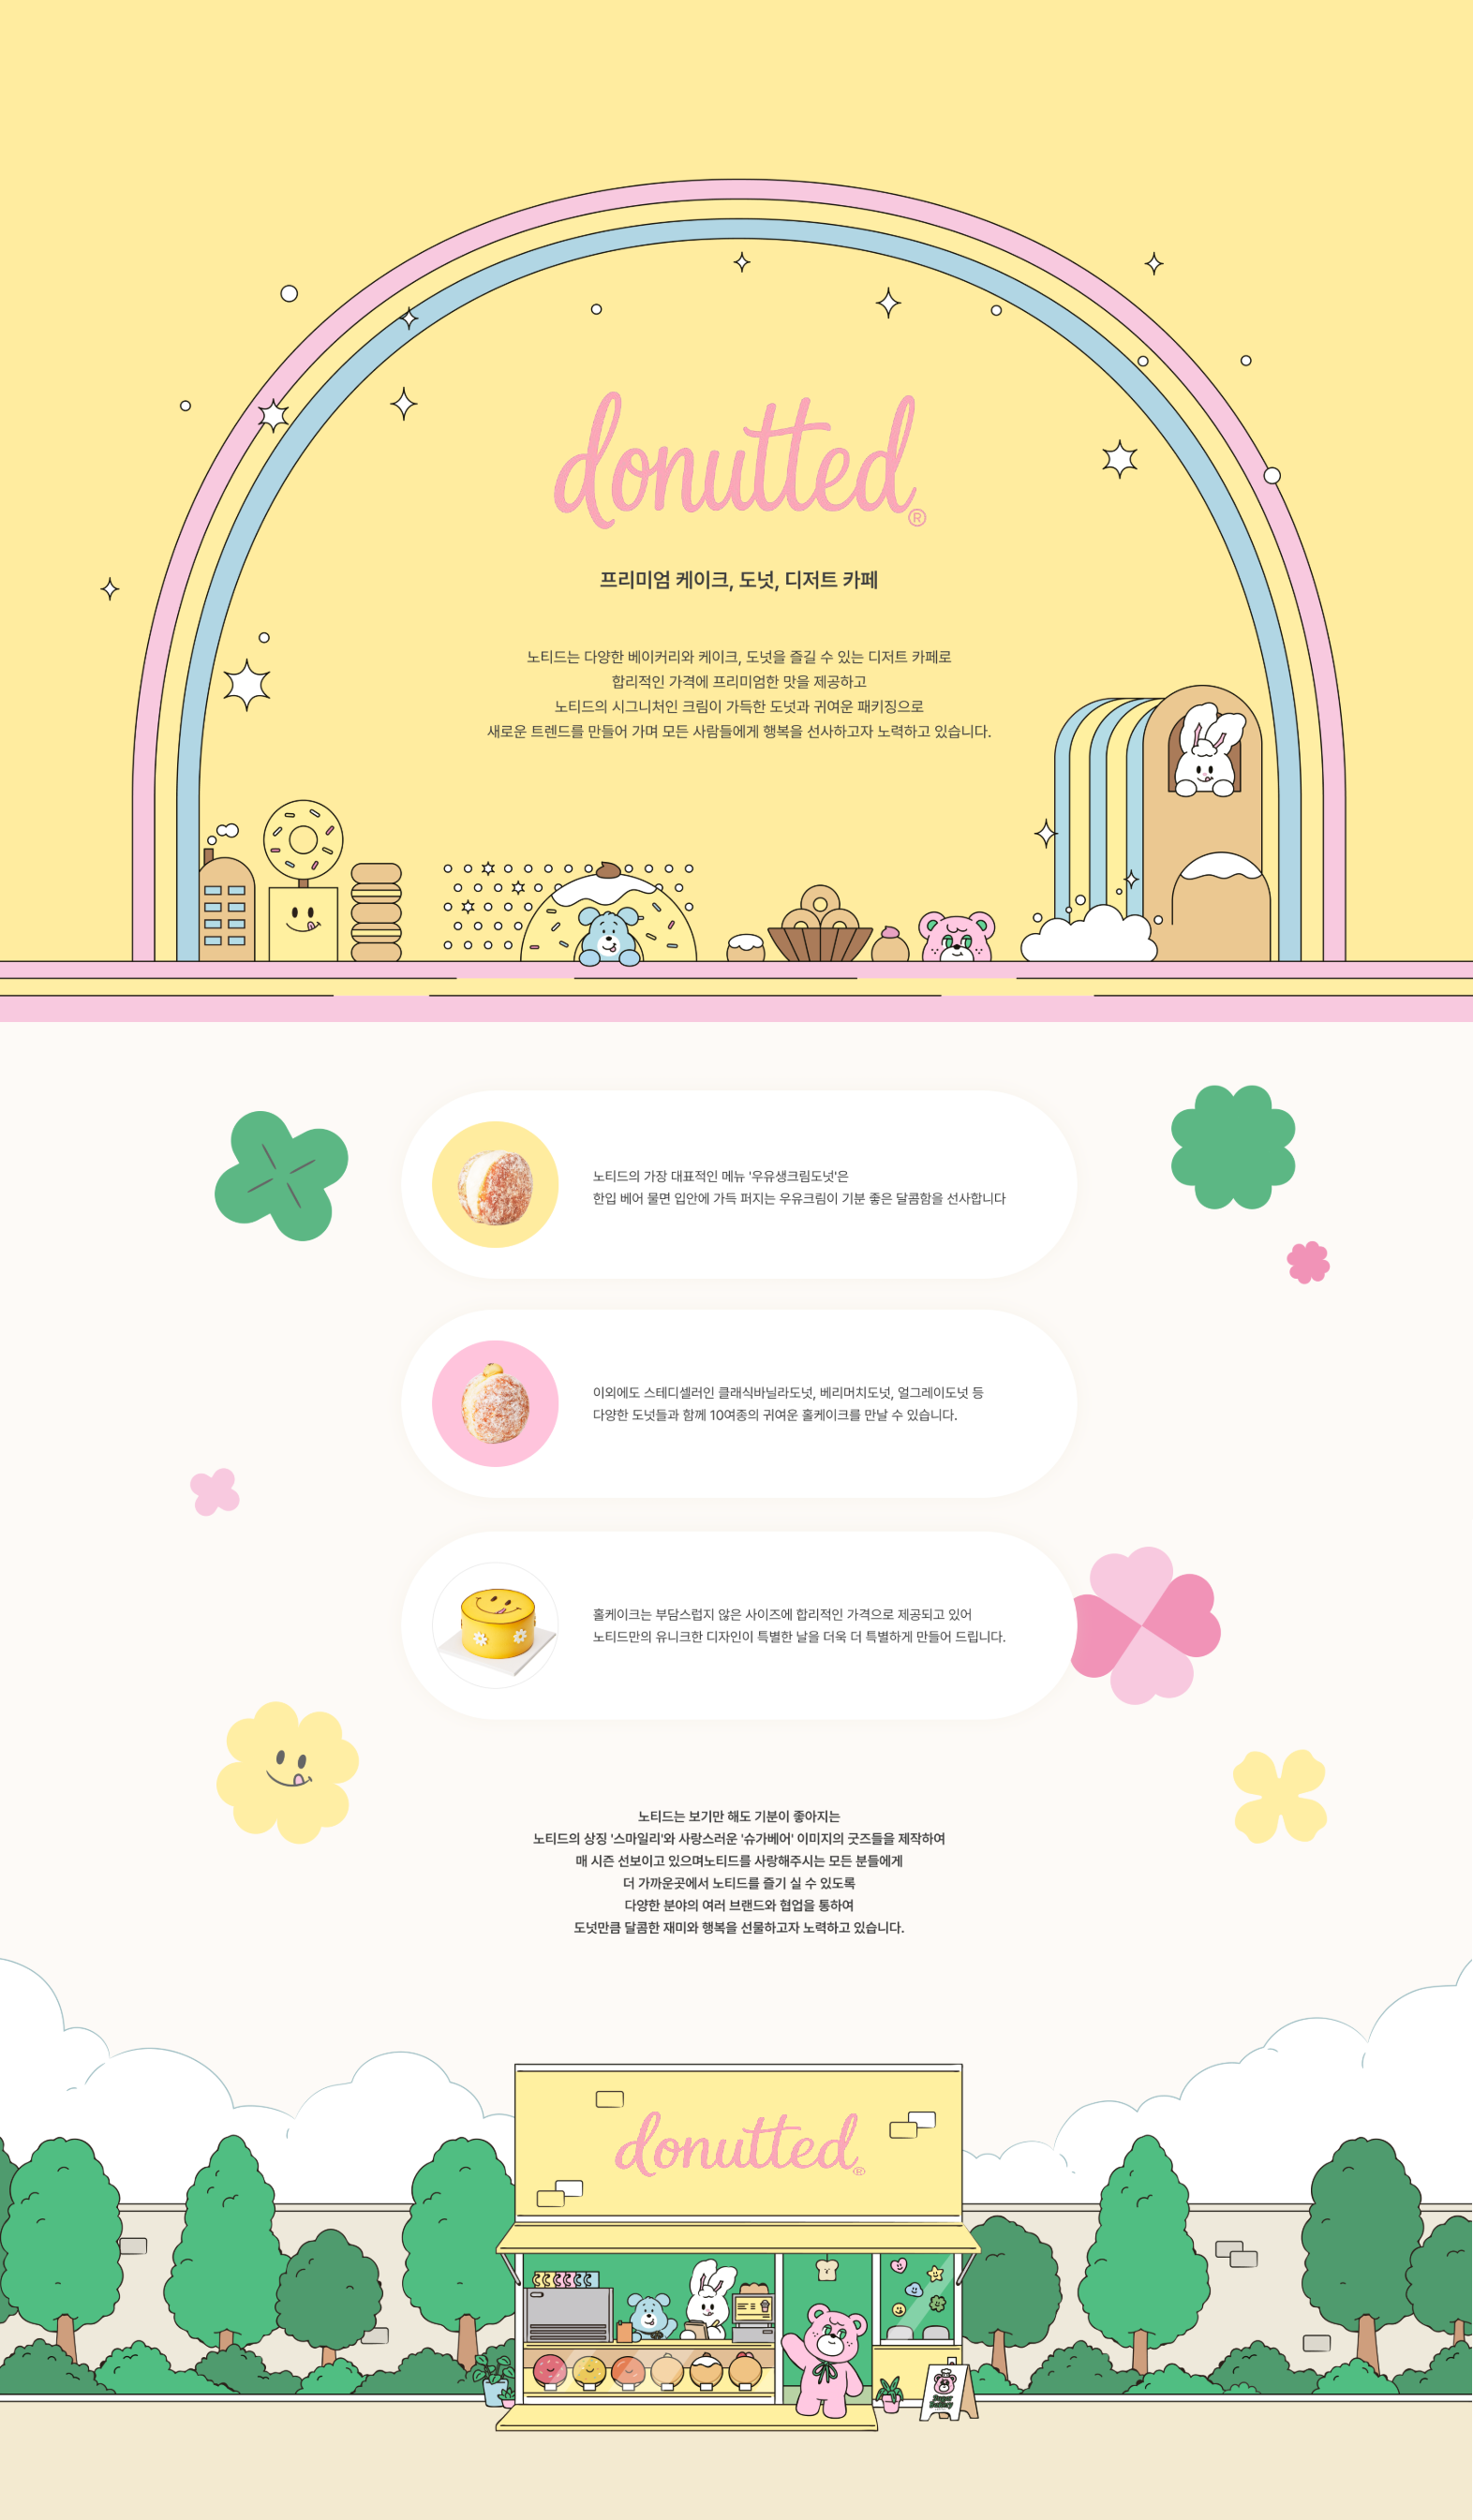 donutted®
프리미엄 케이크, 도넛, 디저트 카페
노티드는 다양한 베이커리와 케이크, 도넛을 즐길 수 있는 디저트 카페로
합리적인 가격에 프리미엄한 맛을 제공하고
노티드의 시그니처인 크림이 가득한 도넛과 귀여운 패키징으로
새로운 트렌드를 만들어 가며 모든 사람들에게 행복을 선사하고자 노력하고 있습니다.
노티드의 가장 대표적인 메뉴 '우유생크림도넛'은
한입 베어 물면 입안에 가득 퍼지는 우유크림이 기분 좋은 달콤함을 선사합니다
이외에도 스테디셀러인 클래식바닐라도넛, 베리머치도넛, 얼그레이도넛 등
다양한 도넛들과 함께 10여종의 귀여운 홀케이크를 만날 수 있습니다.
홀케이크는 부담스럽지 않은 사이즈에 합리적인 가격으로 제공되고 있어
노티드만의 유니크한 디자인이 특별한 날을 더욱 더 특별하게 만들어 드립니다.
노티드는 보기만 해도 기분이 좋아지는
노티드의 상징 '스마일리'와 사랑스러운 '슈가베어' 이미지의 굿즈들을 제작하여
매 시즌 선보이고 있으며노티드를 사랑해주시는 모든 분들에게
더 가까운곳에서 노티드를 즐기 실 수 있도록
다양한 분야의 여러 브랜드와 협업을 통하여
도넛만큼 달콤한 재미와 행복을 선물하고자 노력하고 있습니다.
donutted®